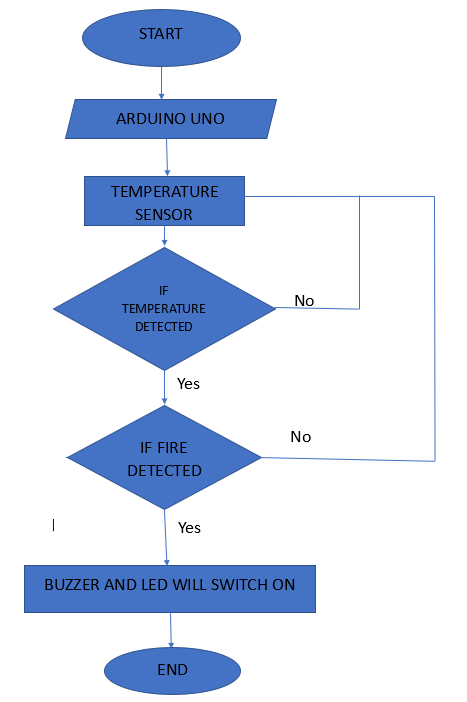 START
ARDUINO UNO
TEMPERATURE
SENSOR
IF
TEMPERATURE
DETECTED
No
Yes
IF FIRE
DETECTED
No
Yes
BUZZER AND LED WILL SWITCH ON
END